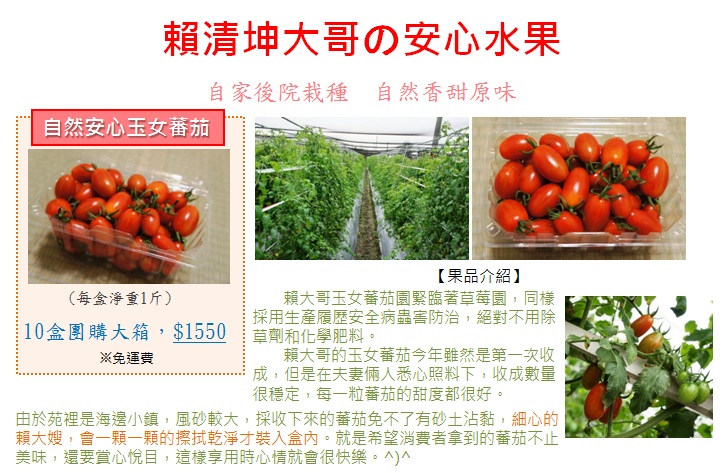 賴清坤大哥の安心水果
自家後院栽種　自然香甜原味
自然安心玉女蕃茄
（每盒淨重1斤）
10盒團購大箱，$1550
※免運費
【果品介紹】
賴大哥玉女蕃茄園緊臨著草莓園，同樣
採用生產履歷安全病蟲害防治，絕對不用除
草劑和化學肥料。
賴大哥的玉女蕃茄今年雖然是第一次收
成，但是在夫妻倆人悉心照料下，收成數量
很穩定，每一粒蕃茄的甜度都很好。
由於苑裡是海邊小鎮，風砂較大，採收下來的蕃茄免不了有砂土沾黏，細心的
賴大嫂，會一顆一顆的擦拭乾淨才裝入盒內。就是希望消費者拿到的蕃茄不止
美味，還要賞心悅目，這樣享用時心情就會很快樂。^)^